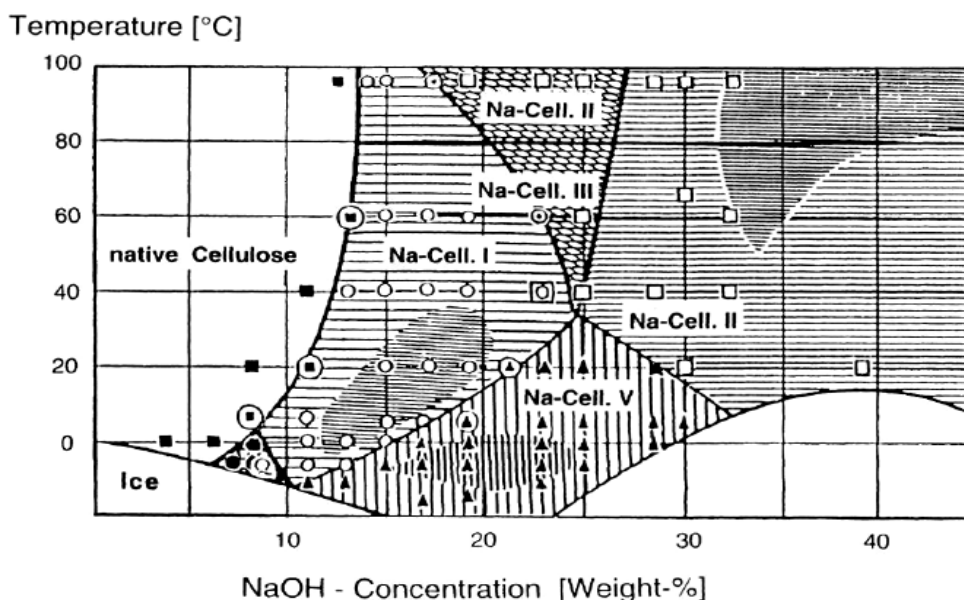 Temperature [°C]
100
Na-Cell. II
80
Na-Cell. III
60
native Cellulose
Na-Cell. I
40
Na-Cell. II
20
Na-Cell. V
0
Ice
10
20
30
40
NaOH - Concentration [Weight-%]